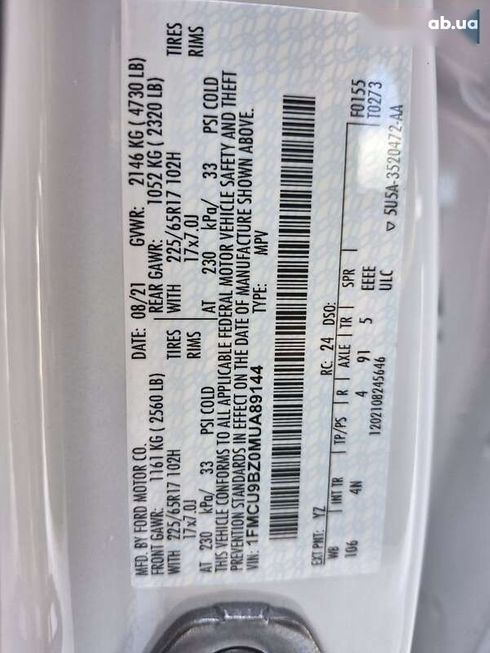 ab.ua
MFD. BY FORD MOTOR CO. DATE: 08/21 GVWR: 2146 KG ( 4730 LB)
FRONT GAWR: 1161 KG ( 2560 LB) REAR GAWR: 1052 KG ( 2320 LB)
WITH 225/65R17 102H TIRES WITH 225/65R17 102H TIRES
17x7.0J RIMS 17x7.0J RIMS
AT 230 kPa/ 33 PSI COLD AT 230 kPa/ 33 PSI COLD
THIS VEHICLE CONFORMS TO ALL APPLICABLE FEDERAL MOTOR VEHICLE SAFETY AND THEFT
PREVENTION STANDARDS IN EFFECT ON THE DATE OF MANUFACTURE SHOWN ABOVE.
VIN: 1FMCU9BZ0MUA89144 TYPE: MPV
F0155
T0273
EXT PNT: YZ RC: 24 DSO:
WB INT TR TP/PS R AXLE TR SPR
106 4N 4 91 5 EEEE
ULC
1202108245646
▽ 5U5A-3520472-AA